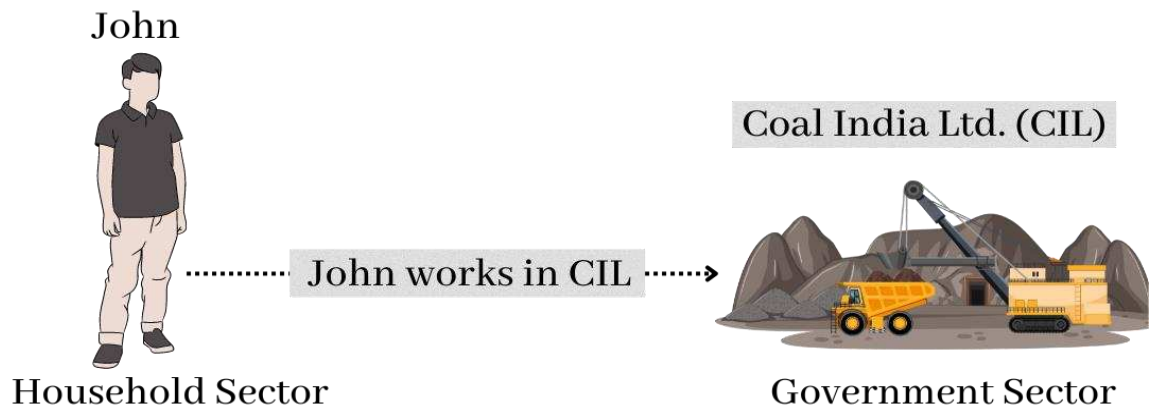 John
Coal India Ltd. (CIL)
John works in CIL
Household Sector
Government Sector